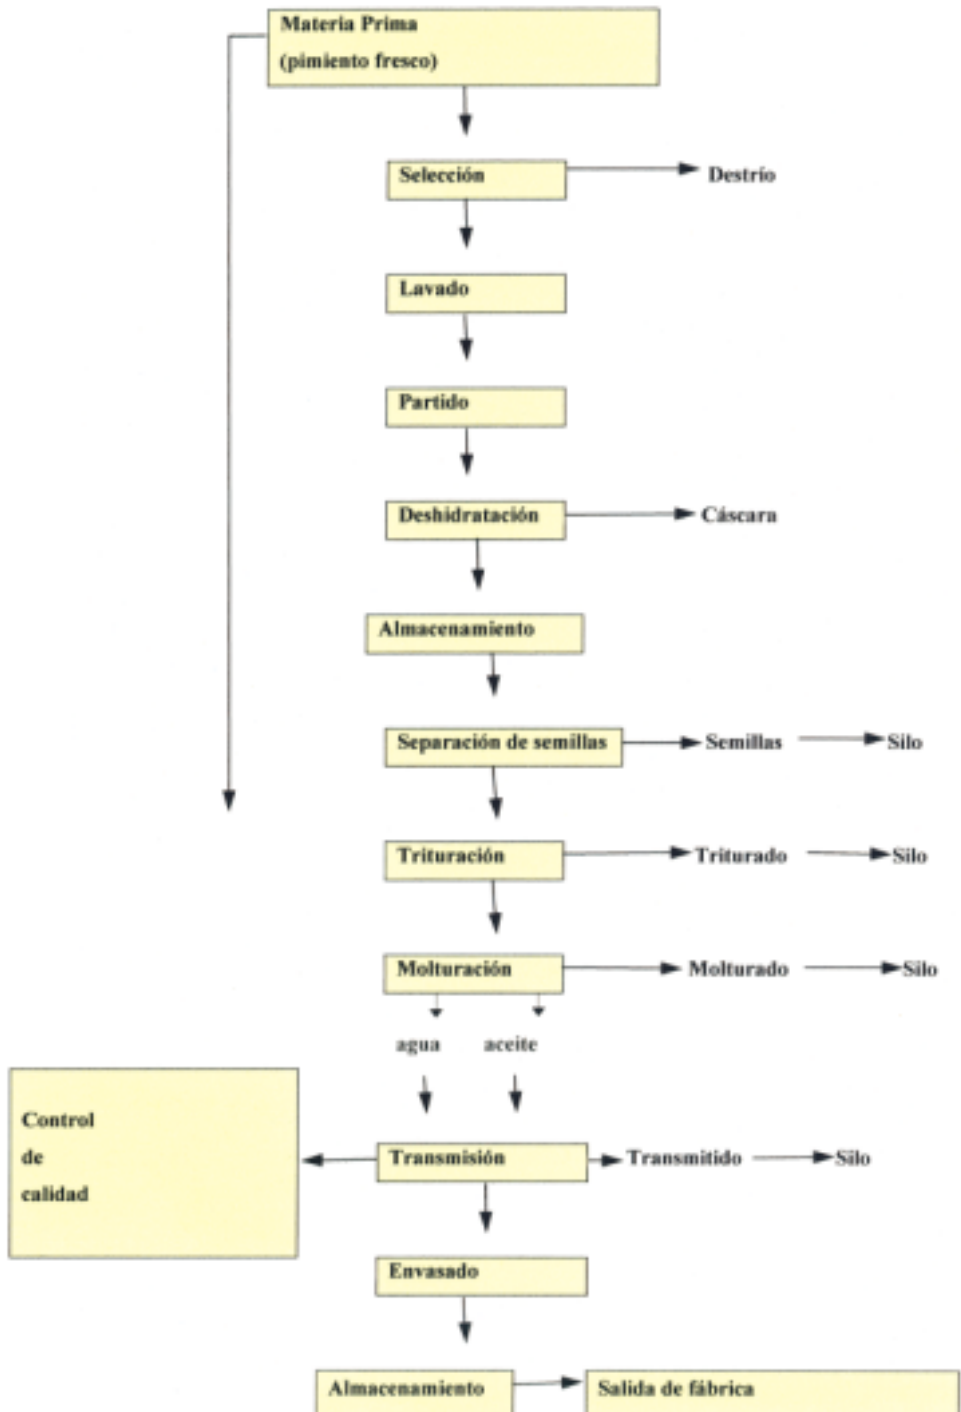 Materia Prima
(pimiento fresco)
Selección
Destrío
Lavado
Partido
Deshidratación
Cáscara
Almacenamiento
Separación de semillas
Semillas
Silo
Trituración
Triturado
Silo
Molturación
Molturado
Silo
agua
aceite
Control
de
calidad
Transmisión
Transmitido
Silo
Envasado
Almacenamiento
Salida de fábrica